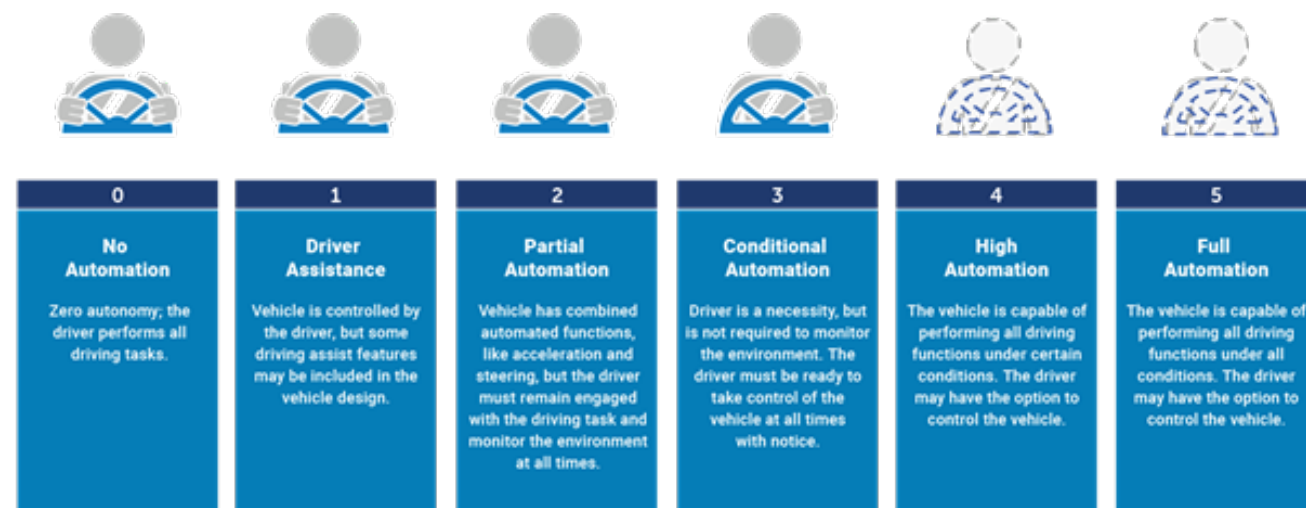 0
No
Automation
Zero autonomy; the
driver performs all
driving tasks.
1
Driver
Assistance
Vehicle is controlled by
the driver, but some
driving assist features
may be included in the
vehicle design.
2
Partial
Automation
Vehicle has combined
automated functions,
like acceleration and
steering, but the driver
must remain engaged
with the driving task and
monitor the environment
at all times.
3
Conditional
Automation
Driver is a necessity, but
is not required to monitor
the environment. The
driver must be ready to
take control of the
vehicle at all times
with notice.
4
High
Automation
The vehicle is capable of
performing all driving
functions under certain
conditions. The driver
may have the option to
control the vehicle.
5
Full
Automation
The vehicle is capable of
performing all driving
functions under all
conditions. The driver
may have the option to
control the vehicle.